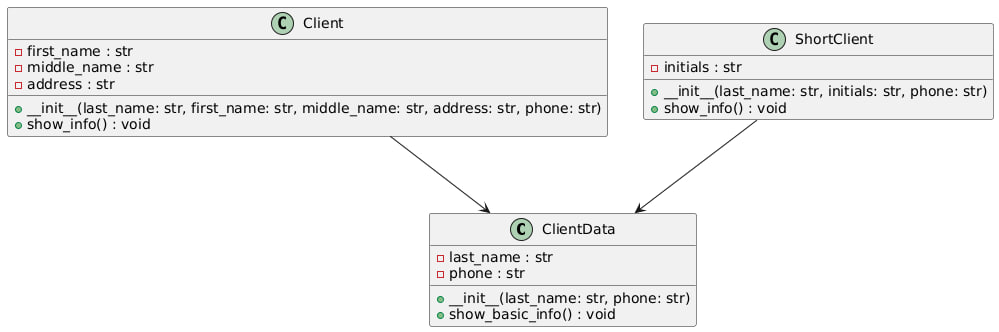 C Client
first_name : str
middle_name : str
address : str
__init__(last_name: str, first_name: str, middle_name: str, address: str, phone: str)
show_info() : void
C ShortClient
initials : str
__init__(last_name: str, initials: str, phone: str)
show_info() : void
C ClientData
last_name : str
phone : str
__init__(last_name: str, phone: str)
show_basic_info() : void